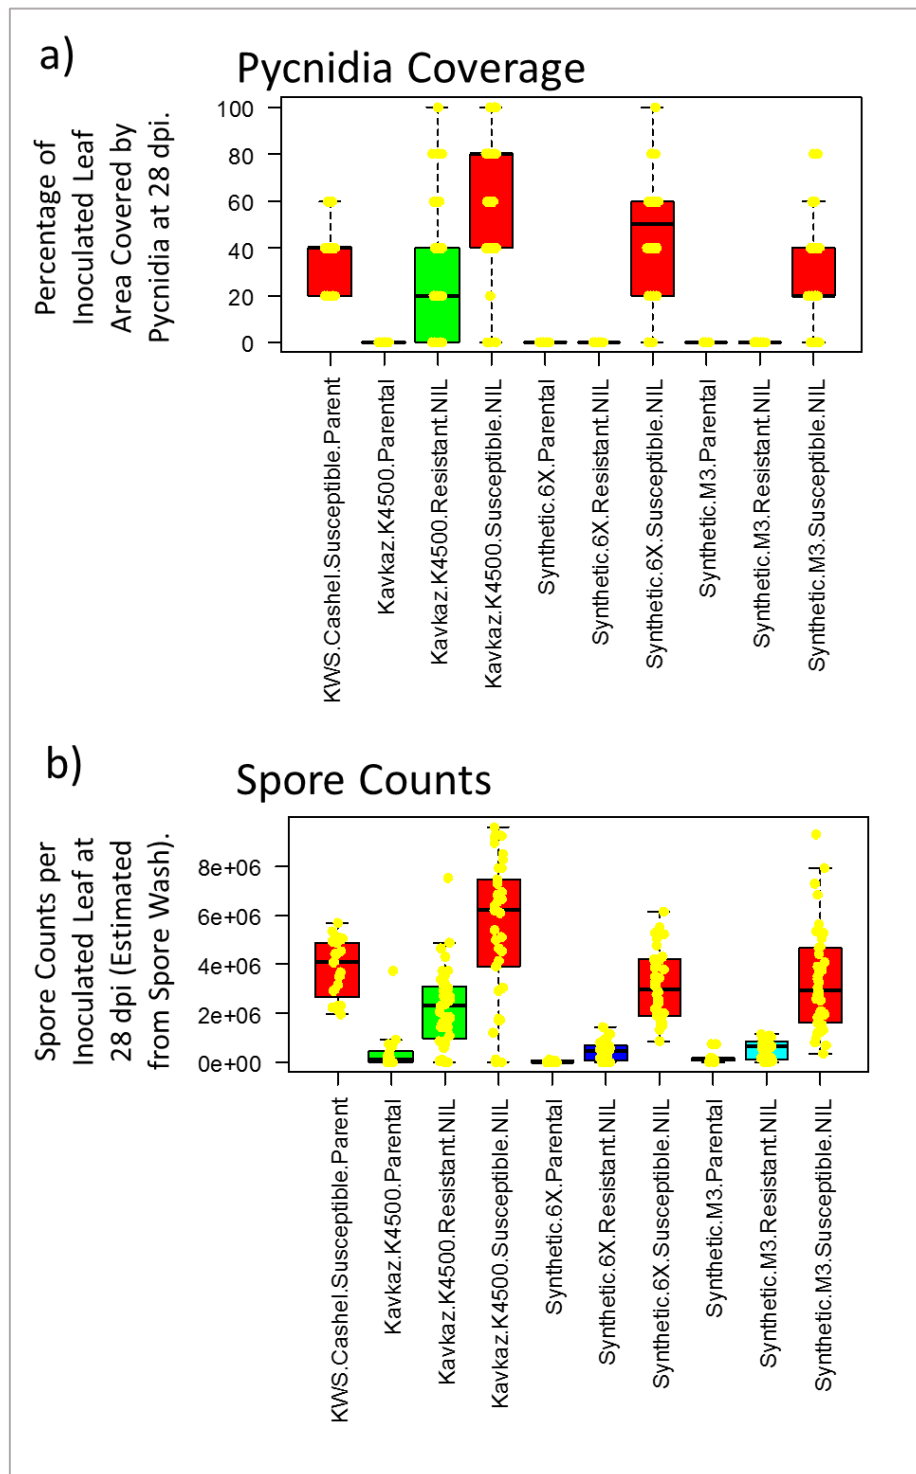 a)
Pycnidia Coverage
Percentage of
Inoculated Leaf
Area Covered by
Pycnidia at 28 dpi.
100
80
60
40
20
0
KWS.Cashel.Susceptible.Parent
Kavkaz.K4500.Parental
Kavkaz.K4500.Resistant.NIL
Kavkaz.K4500.Susceptible.NIL
Synthetic.6X.Parental
Synthetic.6X.Resistant.NIL
Synthetic.6X.Susceptible.NIL
Synthetic.M3.Parental
Synthetic.M3.Resistant.NIL
Synthetic.M3.Susceptible.NIL
b)
Spore Counts
Spore Counts per
Inoculated Leaf at
28 dpi (Estimated
from Spore Wash).
8e+06
6e+06
4e+06
2e+06
0e+00
KWS.Cashel.Susceptible.Parent
Kavkaz.K4500.Parental
Kavkaz.K4500.Resistant.NIL
Kavkaz.K4500.Susceptible.NIL
Synthetic.6X.Parental
Synthetic.6X.Resistant.NIL
Synthetic.6X.Susceptible.NIL
Synthetic.M3.Parental
Synthetic.M3.Resistant.NIL
Synthetic.M3.Susceptible.NIL